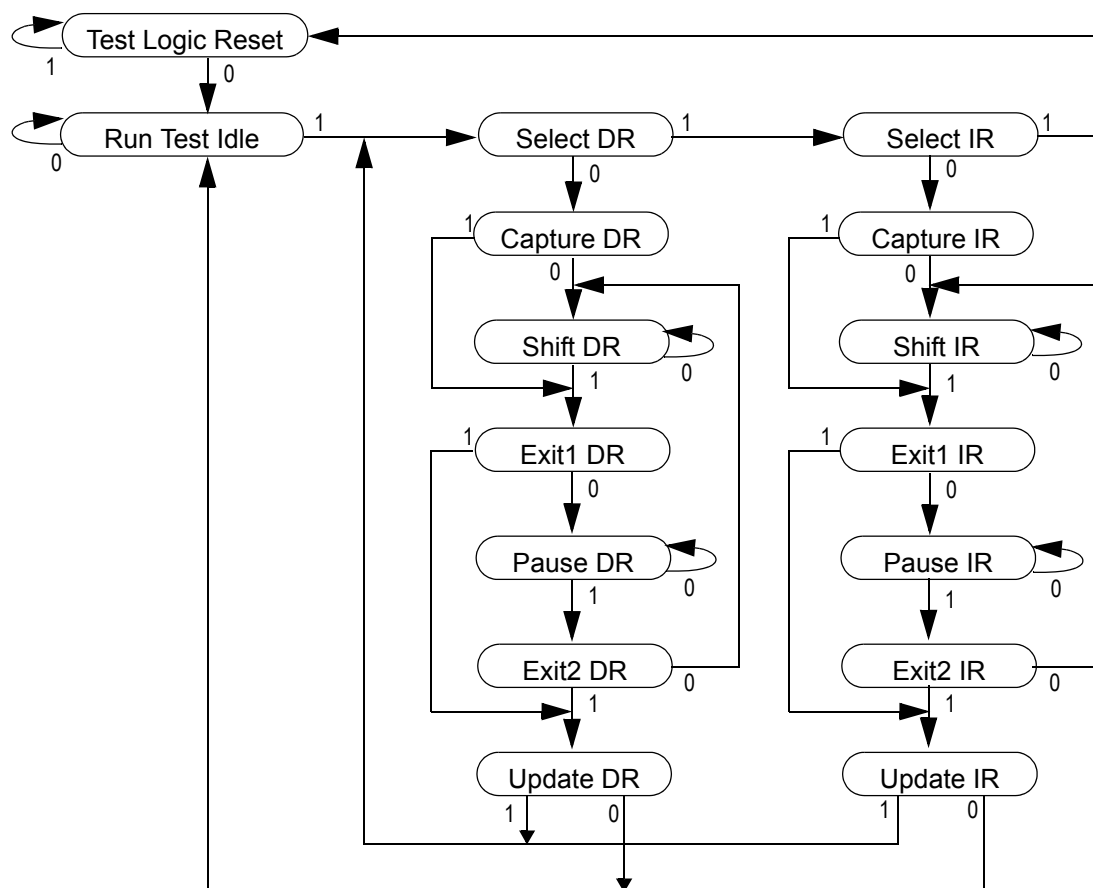 Test Logic Reset
1
0
Run Test Idle
1
Select DR
1
Select IR
1
0
0
0
1
Capture DR
1
Capture IR
0
0
Shift DR
Shift IR
0
0
1
1
1
Exit1 DR
1
Exit1 IR
0
0
Pause DR
Pause IR
0
0
1
1
Exit2 DR
Exit2 IR
0
0
1
1
Update DR
Update IR
1
0
1
0